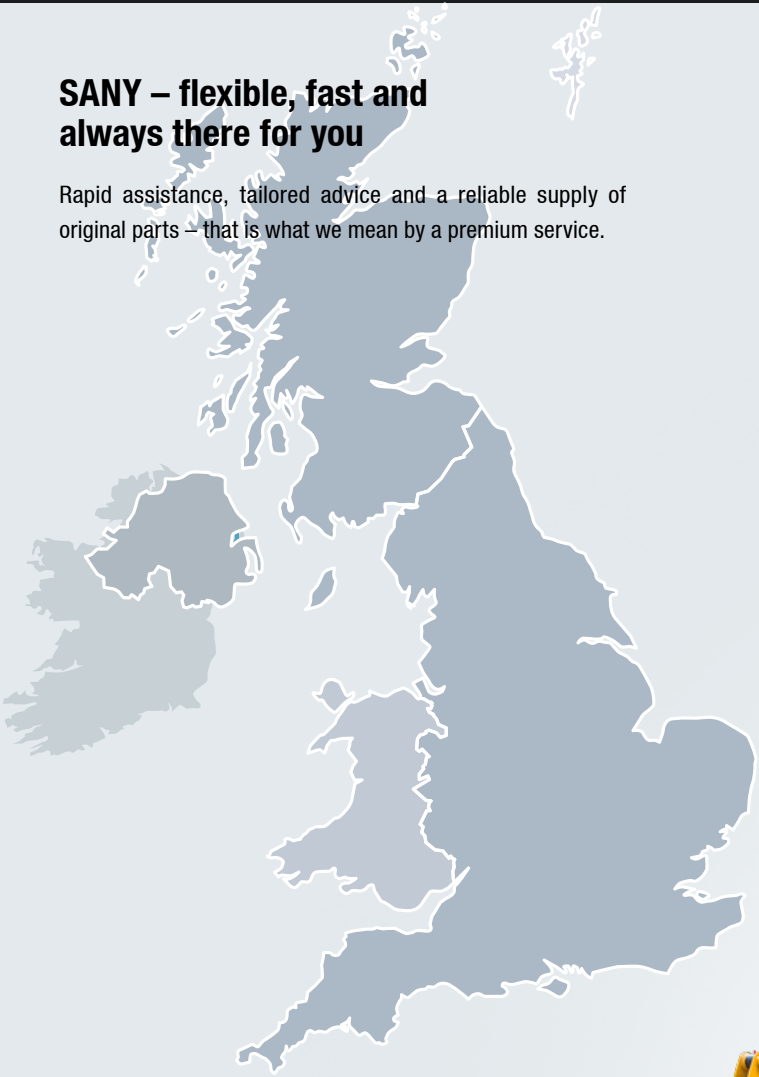 SANY – flexible, fast and
always there for you
Rapid assistance, tailored advice and a reliable supply of
original parts – that is what we mean by a premium service.